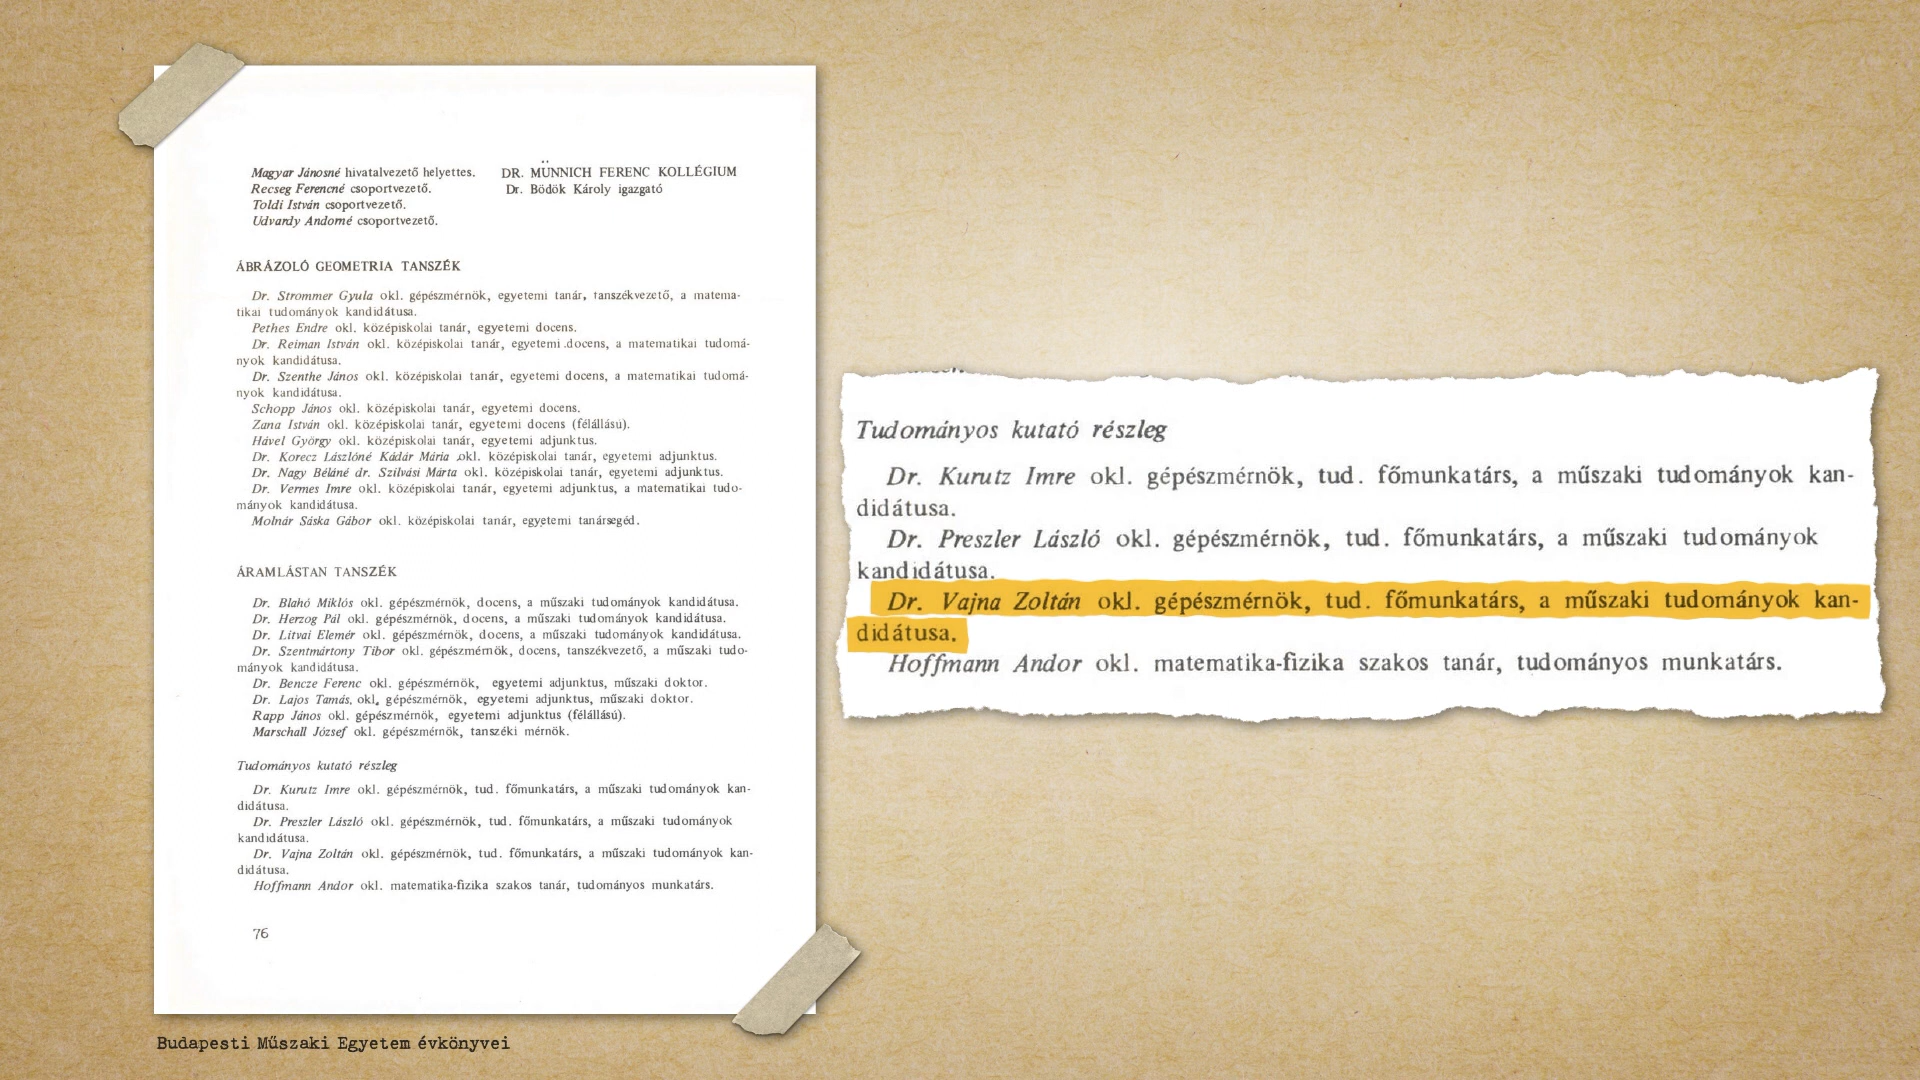 Magyar Jánosné hivatalvezető helyettes.
Recseg Ferencné csoportvezető.
Toldi István csoportvezető.
Udvardy Andorné csoportvezető.
DR. MÜNNICH FERENC KOLLÉGIUM
Dr. Bödök Károly igazgató
ÁBRÁZOLÓ GEOMETRIA TANSZÉK
Dr. Strommer Gyula okl. gépészmérnök, egyetemi tanár, tanszékvezető, a matema-
tikai tudományok kandidátusa.
Pethes Endre okl. középiskolai tanár, egyetemi docens.
Dr. Reiman István okl. középiskolai tanár, egyetemi docens, a matematikai tudomá-
nyok kandidátusa.
Dr. Szenthe János okl. középiskolai tanár, egyetemi docens, a matematikai tudomá-
nyok kandidátusa.
Schopp János okl. középiskolai tanár, egyetemi docens.
Zana István okl. középiskolai tanár, egyetemi docens (félállású).
Hável György okl. középiskolai tanár, egyetemi adjunktus.
Dr. Korecz Lászlóné Kádár Mária okl. középiskolai tanár, egyetemi adjunktus.
Dr. Nagy Béláné dr. Szilvási Márta okl. középiskolai tanár, egyetemi adjunktus.
Dr. Vermes Imre okl. középiskolai tanár, egyetemi adjunktus, a matematikai tudo-
mányok kandidátusa.
Molnár Sáska Gábor okl. középiskolai tanár, egyetemi tanársegéd.
ÁRAMLÁSTAN TANSZÉK
Dr. Blahó Miklós okl. gépészmérnök, docens, a műszaki tudományok kandidátusa.
Dr. Herzog Pál okl. gépészmérnök, docens, a műszaki tudományok kandidátusa.
Dr. Litvai Elemér okl. gépészmérnök, docens, a műszaki tudományok kandidátusa.
Dr. Szentmártony Tibor okl. gépészmérnök, docens, tanszékvezető, a műszaki tudo-
mányok kandidátusa.
Dr. Bencze Ferenc okl. gépészmérnök, egyetemi adjunktus, műszaki doktor.
Dr. Lajos Tamás, okl. gépészmérnök, egyetemi adjunktus, műszaki doktor.
Rapp János okl. gépészmérnök, egyetemi adjunktus (félállású).
Marschall József okl. gépészmérnök, tanszéki mérnök.
Tudományos kutató részleg
Dr. Kurutz Imre okl. gépészmérnök, tud. főmunkatárs, a műszaki tudományok kan-
didátusa.
Dr. Preszler László okl. gépészmérnök, tud. főmunkatárs, a műszaki tudományok
kandidátusa.
Dr. Vajna Zoltán okl. gépészmérnök, tud. főmunkatárs, a műszaki tudományok kan-
didátusa.
Hoffmann Andor okl. matematika-fizika szakos tanár, tudományos munkatárs.
76
Budapesti Műszaki Egyetem évkönyvei
Tudományos kutató részleg
Dr. Kurutz Imre okl. gépészmérnök, tud. főmunkatárs, a műszaki tudományok kan-
didátusa.
Dr. Preszler László okl. gépészmérnök, tud. főmunkatárs, a műszaki tudományok
kandidátusa.
Dr. Vajna Zoltán okl. gépészmérnök, tud. főmunkatárs, a műszaki tudományok kan-
didátusa.
Hoffmann Andor okl. matematika-fizika szakos tanár, tudományos munkatárs.